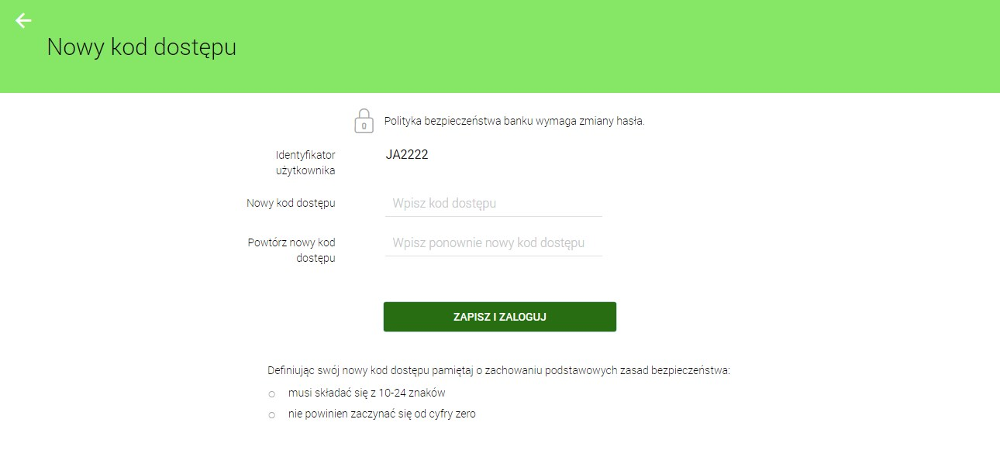 Nowy kod dostępu
Polityka bezpieczeństwa banku wymaga zmiany hasła.
Identyfikator
użytkownika
JA2222
Nowy kod dostępu
Wpisz kod dostępu
Powtórz nowy kod
dostępu
Wpisz ponownie nowy kod dostępu
ZAPISZ I ZALOGUJ
Definiując swój nowy kod dostępu pamiętaj o zachowaniu podstawowych zasad bezpieczeństwa:
musi składać się z 10-24 znaków
nie powinien zaczynać się od cyfry zero